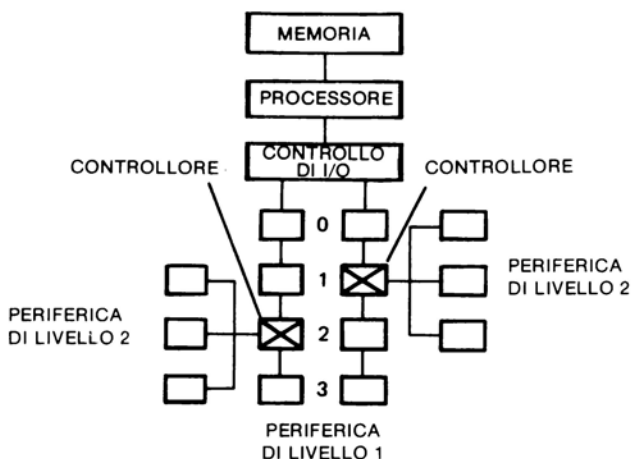 MEMORIA
PROCESSORE
CONTROLLO
DI I/O
CONTROLLORE
CONTROLLORE
0
1
PERIFERICA
DI LIVELLO 2
PERIFERICA
DI LIVELLO 2
2
3
PERIFERICA
DI LIVELLO 1